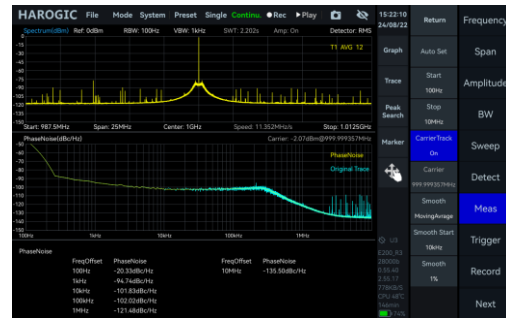 HAROGIC File Mode System Preset Single Continu. Rec Play
15:22:10
24/08/22
Return
Frequency
Spectrum(dBm) Ref: 0dBm RBW: 100Hz VBW: 1kHz SWT: 2.202s Amp: On Detector: RMS
T1 AVG 12
Graph
Auto Set
Span
Trace
Start
100Hz
Amplitude
Peak Search
Stop
10MHz
BW
Start: 987.5MHz Span: 25MHz Center: 1GHz Speed: 11.352MHz/s Stop: 1.0125GHz
PhaseNoise(dBc/Hz) Carrier: -2.07dBm@999.999357MHz
Marker
CarrierTrack
On
Sweep
PhaseNoise
Original Trace
Carrier
999.999357MHz
Detect
Smooth
MovingAvrage
Meas
100Hz 1kHz 10kHz 100kHz 1MHz
Smooth Start
10kHz
Trigger
PhaseNoise
FreqOffset PhaseNoise FreqOffset PhaseNoise
100Hz -20.33dBc/Hz 10MHz -135.50dBc/Hz
1kHz -94.74dBc/Hz
10kHz -101.83dBc/Hz
100kHz -102.02dBc/Hz
1MHz -121.48dBc/Hz
Smooth
1%
Record
Next